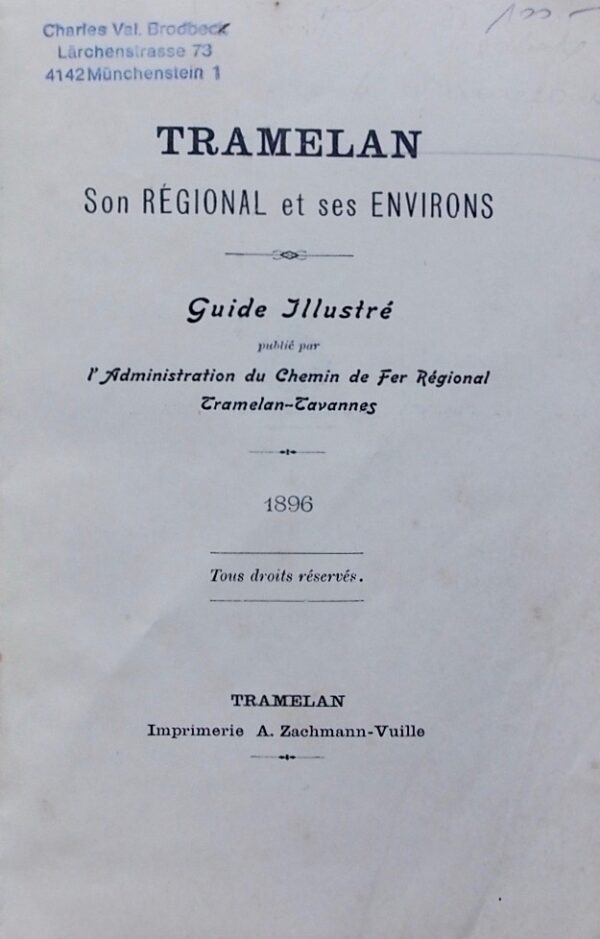 Charles Val. Brodbeck
Lärchenstrasse 73
4142 Münchenstein 1
100.–
TRAMELAN
Son RÉGIONAL et ses ENVIRONS
Guide Illustré
publié par
l'Administration du Chemin de Fer Régional
Tramelan-Tavannes
1896
Tous droits réservés.
TRAMELAN
Imprimerie A. Zachmann-Vuille